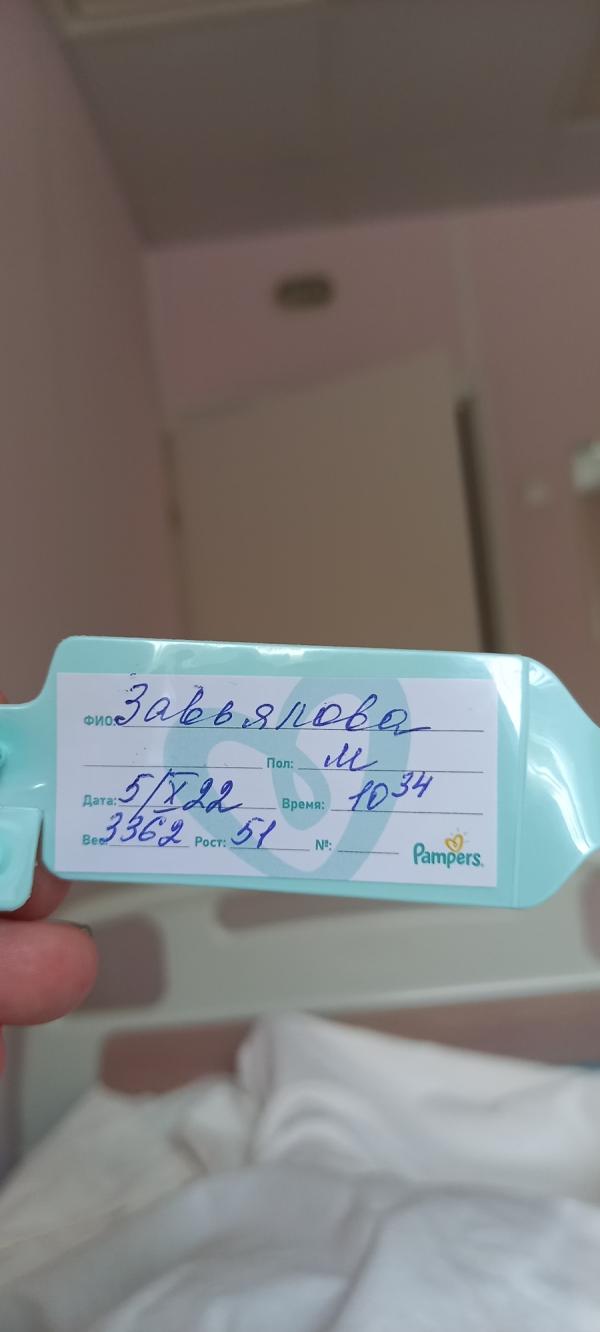 ФИО: Завьялова
Пол: м
Дата: 5/X 22 Время: 10 34
Вес: 3362 Рост: 51 №:
Pampers.